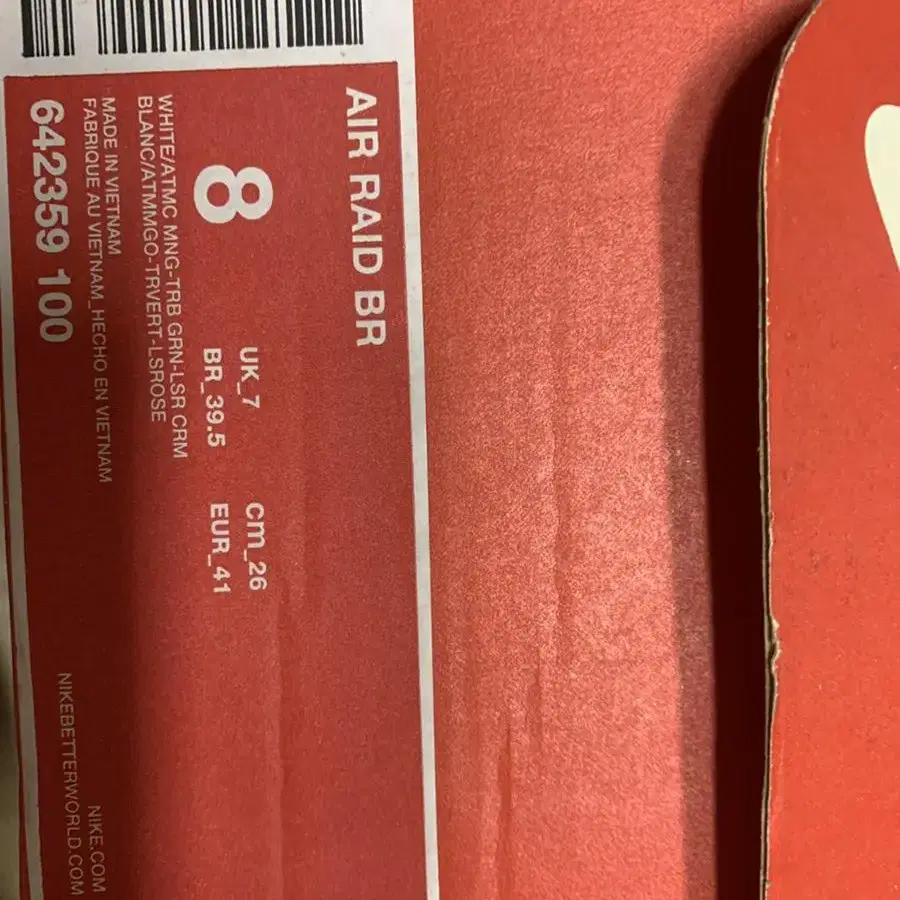 AIR RAID BR
8
UK_7
cm_26
BR_39.5
EUR_41
WHITE/ATMC MNG-TRB GRN-LSR CRM
BLANC/ATMMGO-TRVERT-LSROSE
MADE IN VIETNAM
FABRIQUE AU VIETNAM_HECHO EN VIETNAM
642359 100
NIKE.COM
NIKEBETTERWORLD.COM